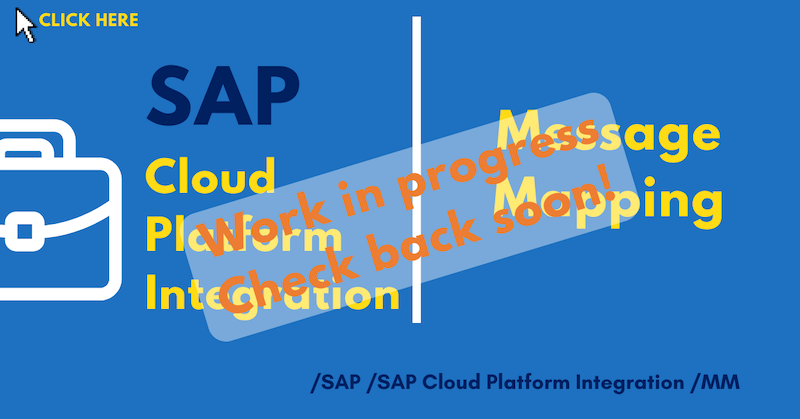 CLICK HERE
SAP
Cloud
Platform
Integration
Message
Mapping
Work in progress
Check back soon!
/SAP /SAP Cloud Platform Integration /MM